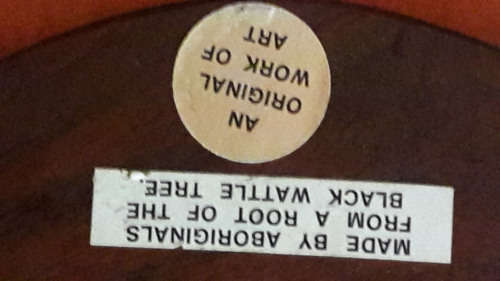 MADE BY ABORIGINALS
FROM A ROOT OF THE
BLACK WATTLE TREE.
AN
ORIGINAL
WORK OF
ART